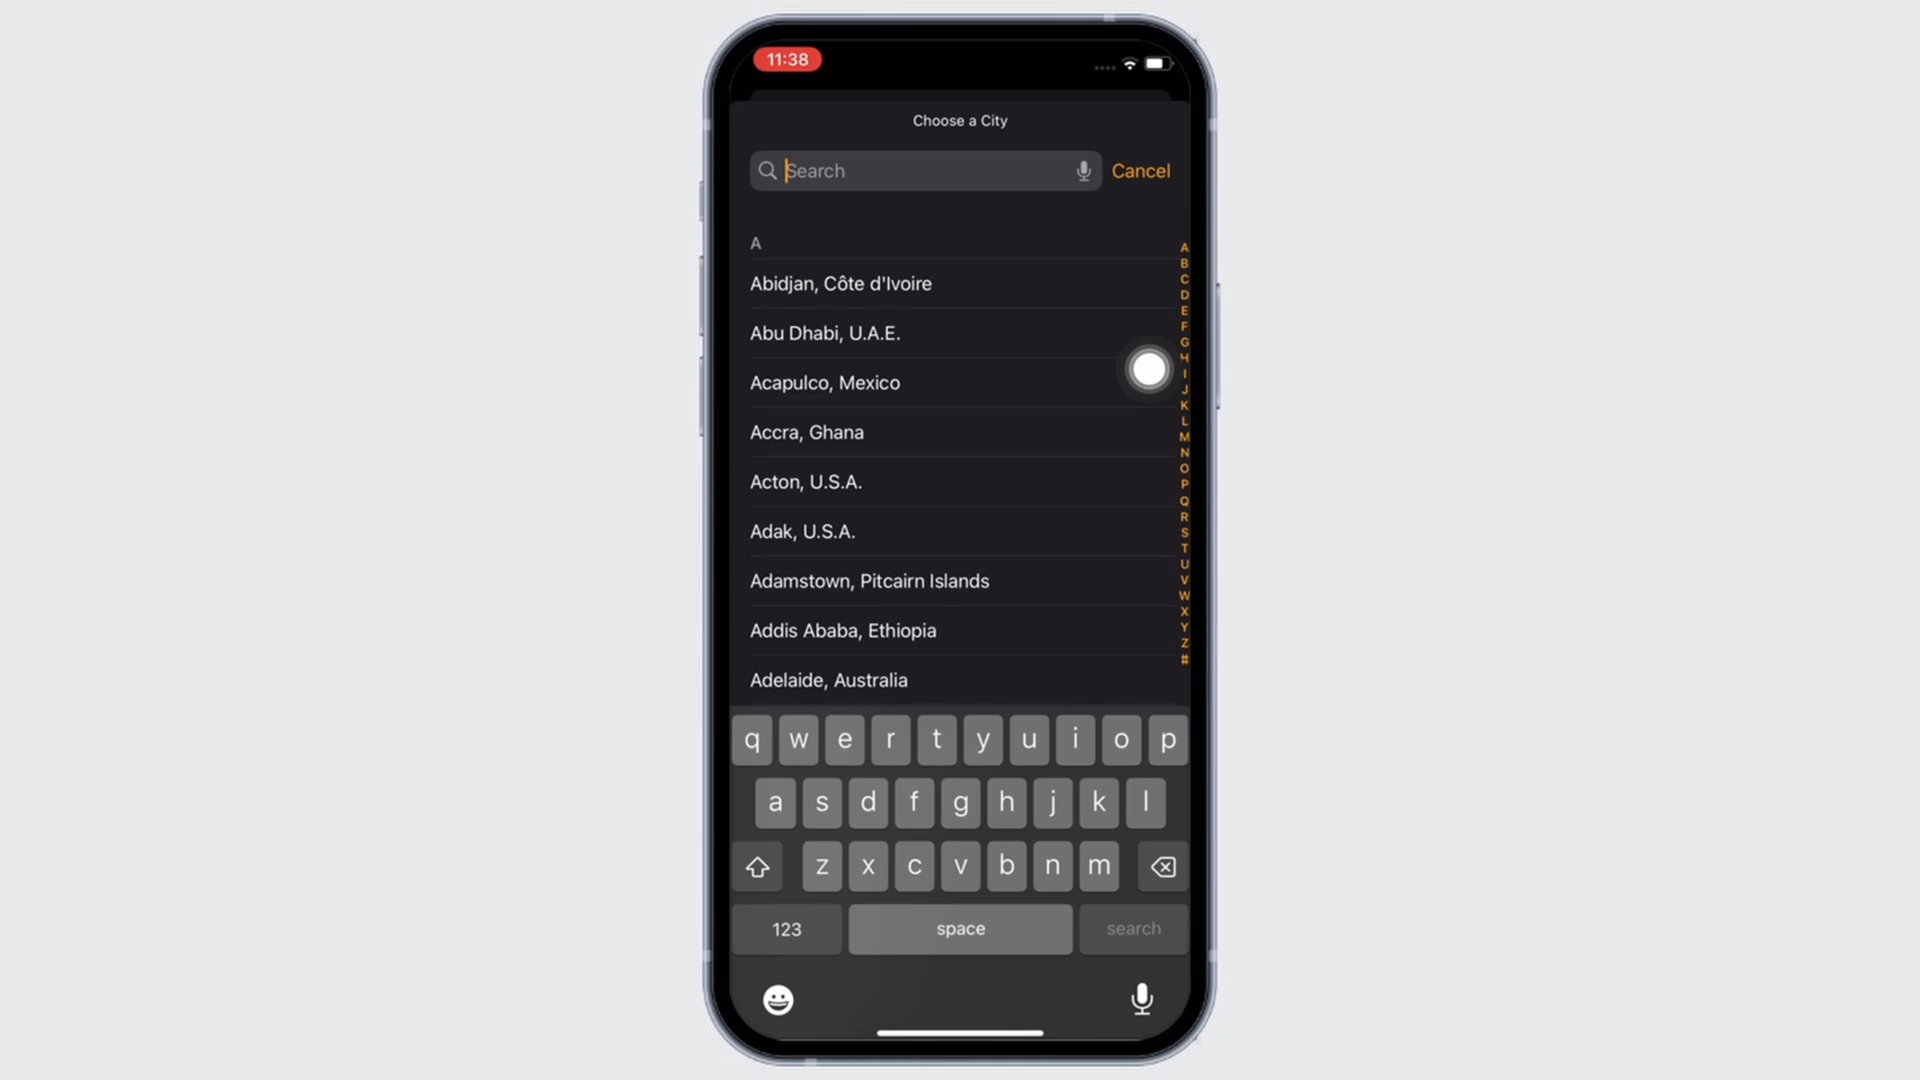 11:38
Choose a City
Search
Cancel
A
Abidjan, Côte d'Ivoire
Abu Dhabi, U.A.E.
Acapulco, Mexico
Accra, Ghana
Acton, U.S.A.
Adak, U.S.A.
Adamstown, Pitcairn Islands
Addis Ababa, Ethiopia
Adelaide, Australia
A
B
C
D
E
F
G
H
I
J
K
L
M
N
O
P
Q
R
S
T
U
V
W
X
Y
Z
#
q w e r t y u i o p
a s d f g h j k l
z x c v b n m
123 space search